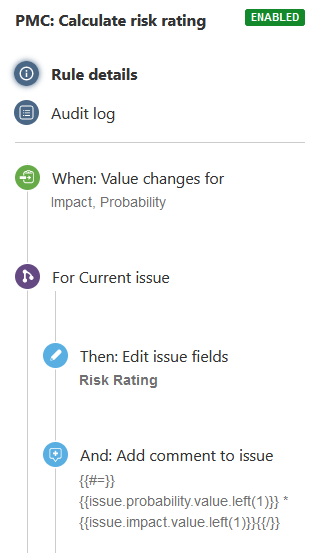 PMC: Calculate risk rating ENABLED
Rule details
Audit log
When: Value changes for
Impact, Probability
For Current issue
Then: Edit issue fields
Risk Rating
And: Add comment to issue
{{#=}}
{{issue.probability.value.left(1)}} *
{{issue.impact.value.left(1)}}{{/}}